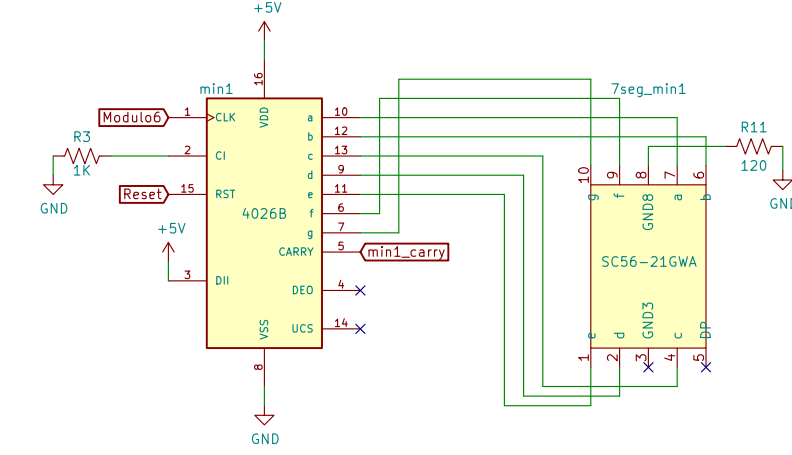 +5V
min1
7seg_min1
16
VDD
Modulo6
1
CLK
a
10
12
b
R3
1K
2
CI
c
13
R11
120
GND
d
9
Reset
15
RST
e
11
4026B
f
6
g
7
+5V
CARRY
5
min1_carry
3
DII
DEO
4
UCS
14
VSS
8
GND
10
9
8
7
6
g
f
GND8
a
b
SC56-21GWA
e
d
GND3
c
DP
1
2
3
4
5
GND